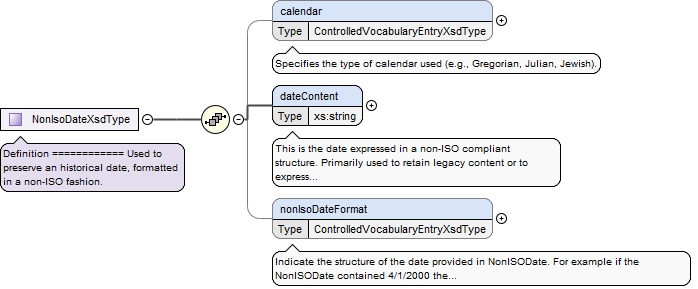 calendar
Type ControlledVocabularyEntryXsdType
Specifies the type of calendar used (e.g., Gregorian, Julian, Jewish).
NonIsoDateXsdType
Definition ============ Used to
preserve an historical date, formatted
in a non-ISO fashion.
dateContent
Type xs:string
This is the date expressed in a non-ISO compliant
structure. Primarily used to retain legacy content or to
express...
nonIsoDateFormat
Type ControlledVocabularyEntryXsdType
Indicate the structure of the date provided in NonISODate. For example if the
NonISODate contained 4/1/2000 the...